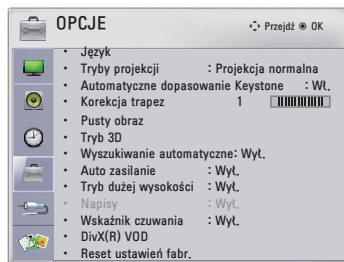 OPCJE Przejdź OK
• Język
• Tryby projekcji : Projekcja normalna
• Automatyczne dopasowanie Keystone : Wł.
• Korekcja trapez 1
• Pusty obraz
• Tryb 3D
• Wyszukiwanie automatyczne: Wył.
• Auto zasilanie : Wył.
• Tryb dużej wysokości : Wył.
• Napisy : Wył.
• Wskaźnik czuwania : Wył.
• DivX(R) VOD
• Reset ustawień fabr.